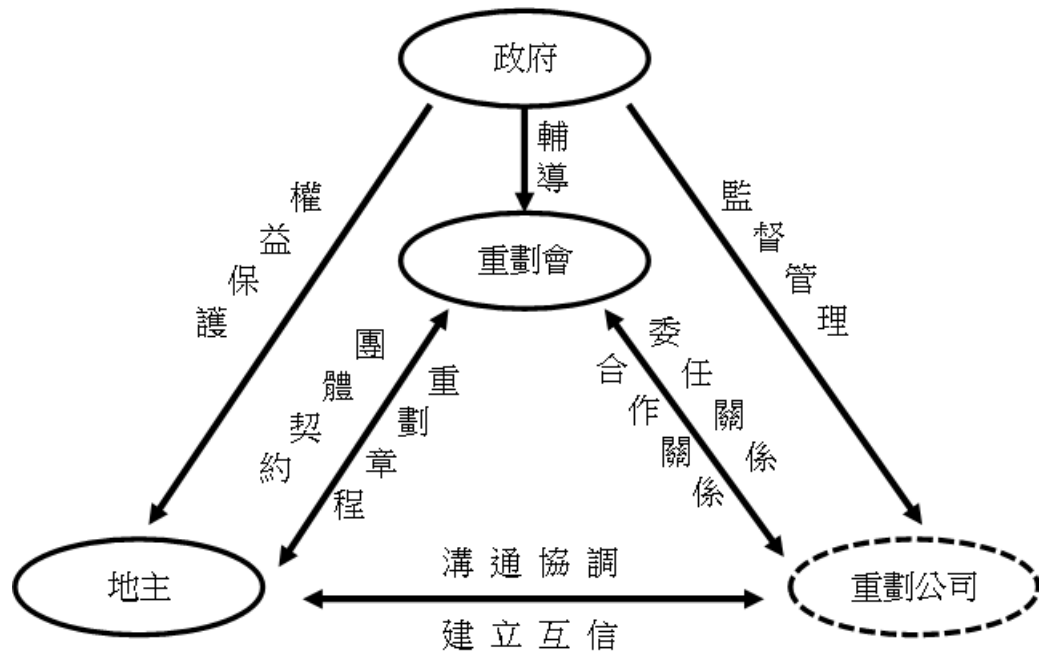 政府
輔導
權益保護
監督管理
重劃會
團體契約
重劃章程
委任關係
合作關係
地主
溝通協調
建立互信
重劃公司